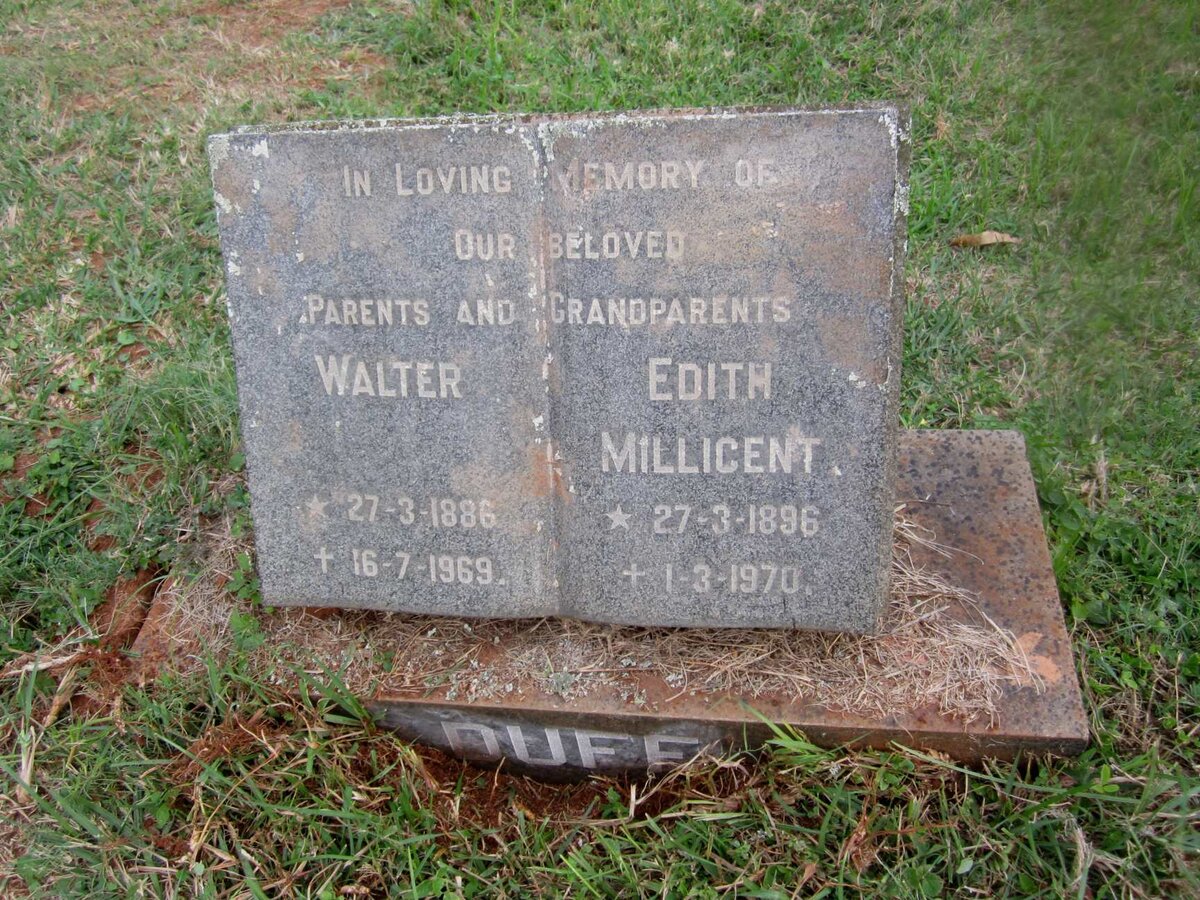 IN LOVING MEMORY OF
OUR BELOVED
PARENTS AND GRANDPARENTS
WALTER
★ 27-3-1886
+ 16-7-1969.
EDITH
MILLICENT
★ 27-3-1896
+ 1-3-1970.
DUFF